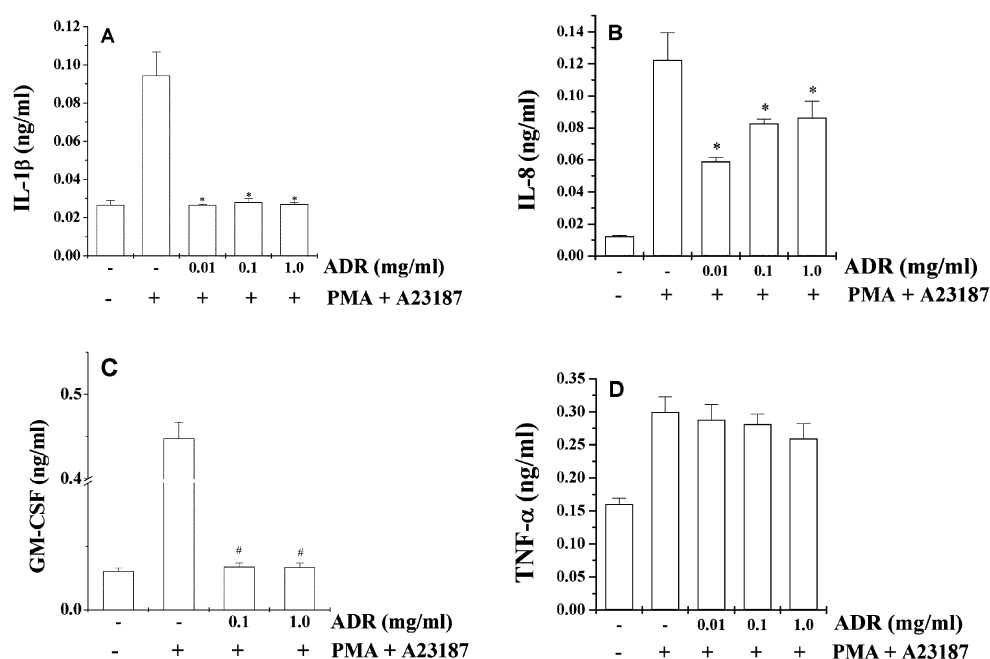 A
IL-1β (ng/ml)
0.12
0.10
0.08
0.06
0.04
0.02
0.00
* * *
- - 0.01 0.1 1.0 ADR (mg/ml)
- + + + + PMA + A23187
B
IL-8 (ng/ml)
0.14
0.12
0.10
0.08
0.06
0.04
0.02
0.00
* * *
- - 0.01 0.1 1.0 ADR (mg/ml)
- + + + + PMA + A23187
C
GM-CSF (ng/ml)
0.5
0.4
0.0
# #
- - 0.1 1.0 ADR (mg/ml)
- + + + PMA + A23187
D
TNF-α (ng/ml)
0.35
0.30
0.25
0.20
0.15
0.10
0.05
0.00
- - 0.01 0.1 1.0 ADR (mg/ml)
- + + + + PMA + A23187